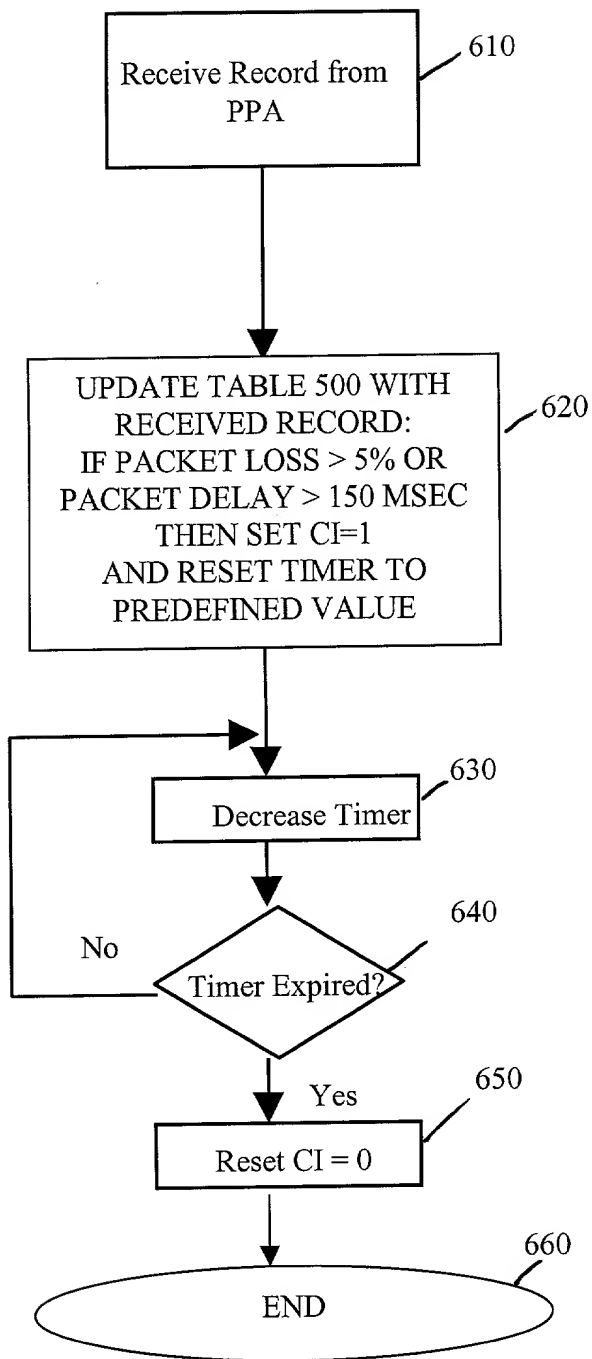 Receive Record from
PPA
610
UPDATE TABLE 500 WITH
RECEIVED RECORD:
IF PACKET LOSS > 5% OR
PACKET DELAY > 150 MSEC
THEN SET CI=1
AND RESET TIMER TO
PREDEFINED VALUE
620
Decrease Timer
630
Timer Expired?
640
No
Yes
Reset CI = 0
650
END
660